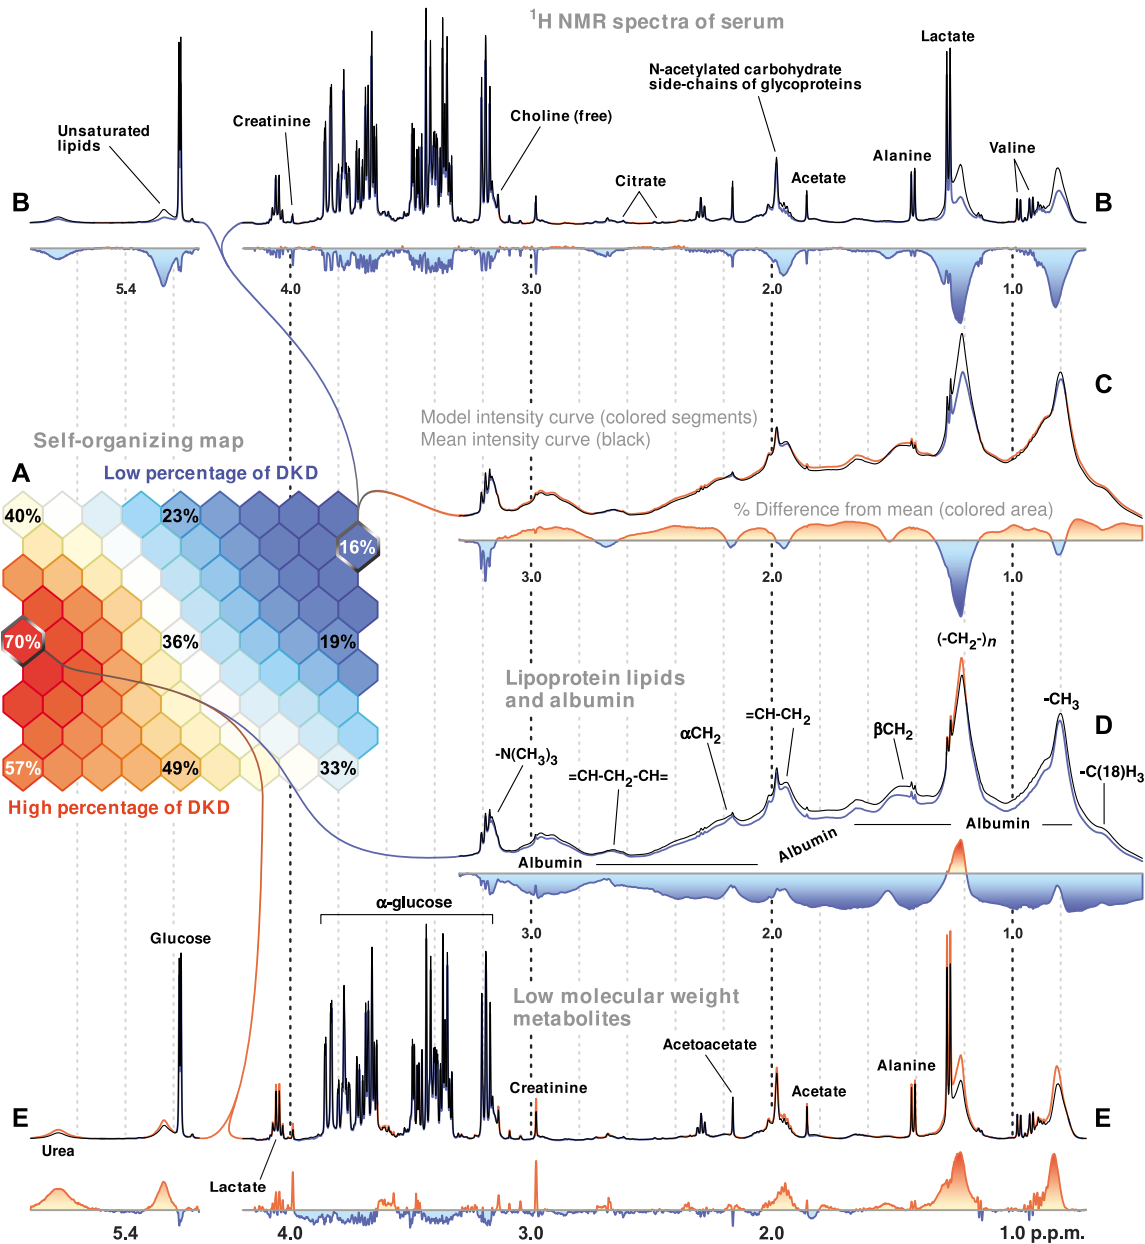 ¹H NMR spectra of serum
Lactate
N-acetylated carbohydrate
side-chains of glycoproteins
Unsaturated
lipids
Creatinine
Choline (free)
Citrate
Acetate
Alanine
Valine
B
B
5.4
4.0
3.0
2.0
1.0
C
Model intensity curve (colored segments)
Mean intensity curve (black)
Self-organizing map
A
Low percentage of DKD
40%
23%
16%
% Difference from mean (colored area)
3.0
2.0
1.0
70%
36%
19%
(-CH₂-)n
Lipoprotein lipids
and albumin
-CH₃
D
=CH-CH₂
αCH₂
βCH₂
-N(CH₃)₃
=CH-CH₂-CH=
-C(18)H₃
57%
49%
33%
High percentage of DKD
Albumin
Albumin
Albumin
α-glucose
3.0
2.0
1.0
Glucose
Low molecular weight
metabolites
Acetoacetate
Creatinine
Acetate
Alanine
E
E
Urea
Lactate
5.4
4.0
3.0
2.0
1.0 p.p.m.